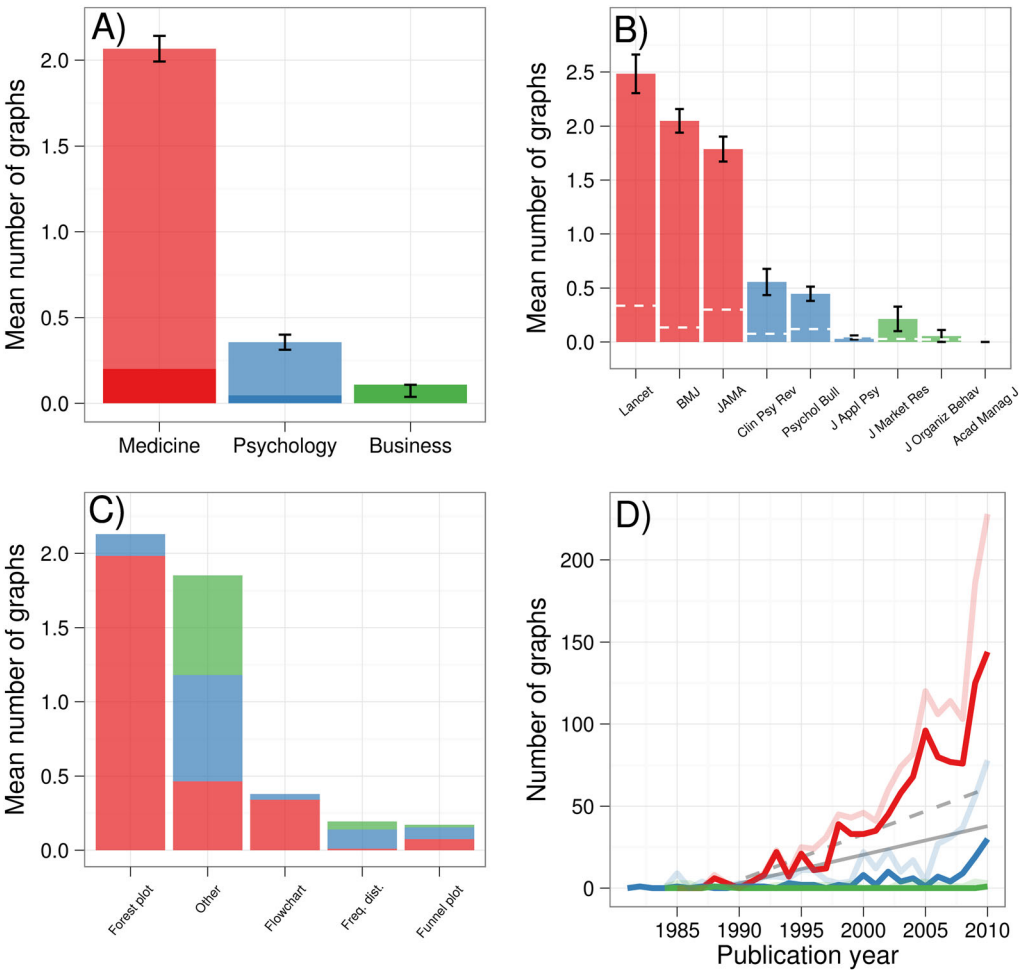 A)
Mean number of graphs
2.0
1.5
1.0
0.5
0.0
Medicine Psychology Business
B)
Mean number of graphs
2.5
2.0
1.5
1.0
0.5
0.0
Lancet
BMJ
JAMA
Clin Psy Rev
Psychol Bull
J Appl Psy
J Market Res
J Organiz Behav
Acad Manag J
C)
Mean number of graphs
2.0
1.5
1.0
0.5
0.0
Forest plot
Other
Flowchart
Freq. dist.
Funnel plot
D)
Number of graphs
200
150
100
50
0
1985 1990 1995 2000 2005 2010
Publication year